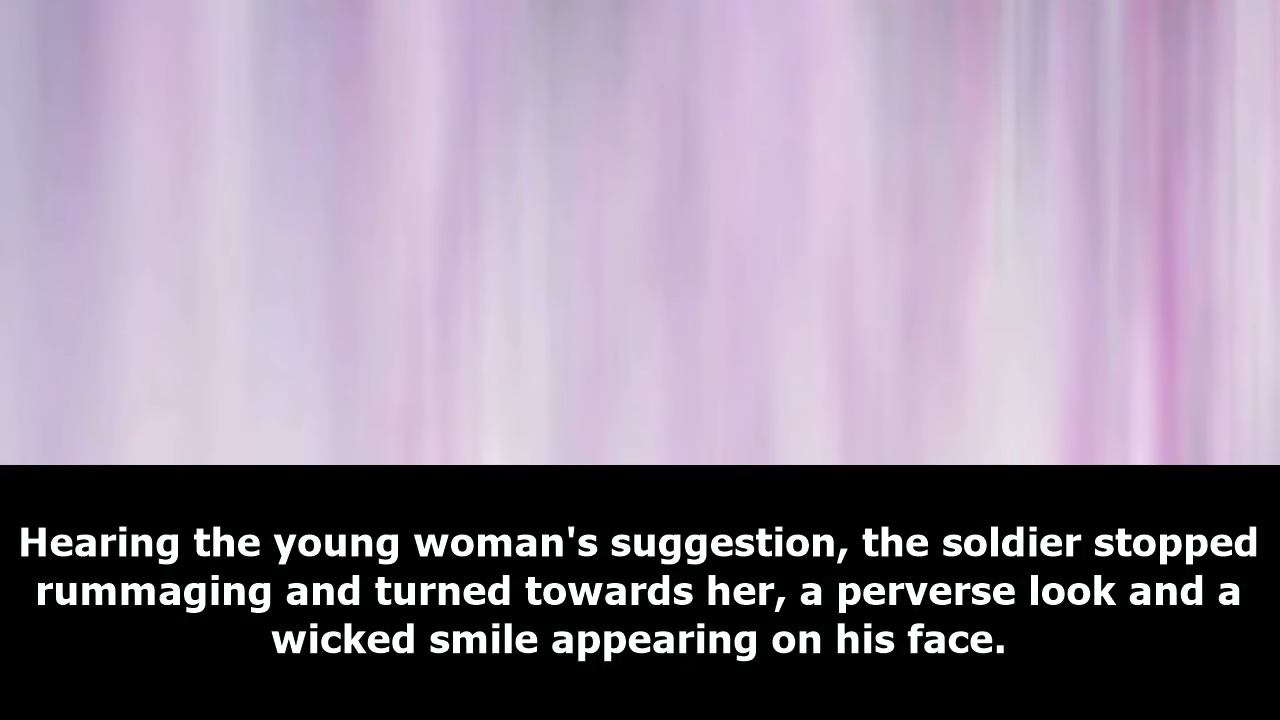 Hearing the young woman's suggestion, the soldier stopped
rummaging and turned towards her, a perverse look and a
wicked smile appearing on his face.